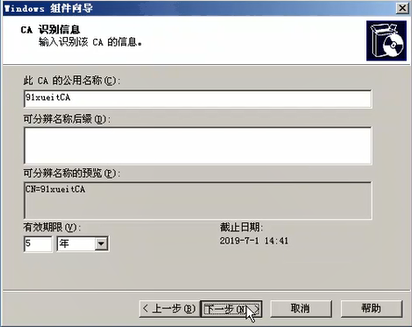 Windows 组件向导
CA 识别信息
输入识别该 CA 的信息。
此 CA 的公用名称(C):
91xueitCA
可分辨名称后缀(D):
可分辨名称的预览(P):
CN=91xueitCA
有效期限(V):
截止日期:
5 年
2019-7-1 14:41
< 上一步(B) 下一步(N) > 取消 帮助